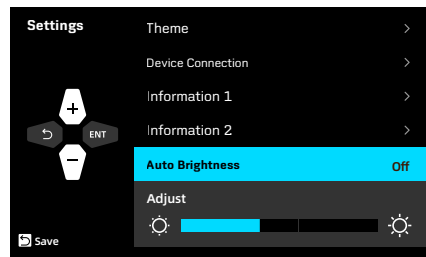 Settings
Theme
Device Connection
Information 1
Information 2
Auto Brightness Off
Adjust
+
ENT
−
Save